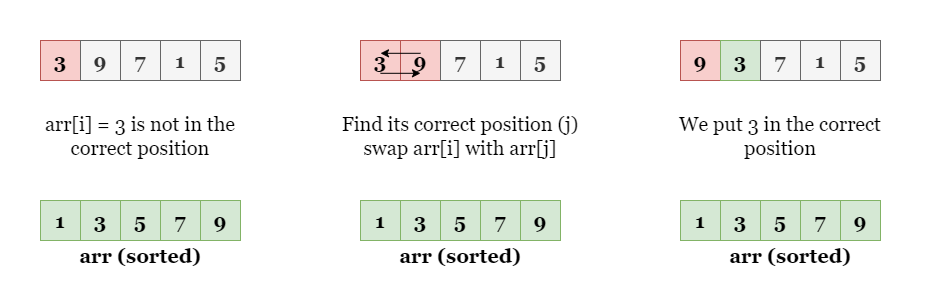 3 9 7 1 5
arr[i] = 3 is not in the
correct position
1 3 5 7 9
arr (sorted)
3 9 7 1 5
Find its correct position (j)
swap arr[i] with arr[j]
1 3 5 7 9
arr (sorted)
9 3 7 1 5
We put 3 in the correct
position
1 3 5 7 9
arr (sorted)